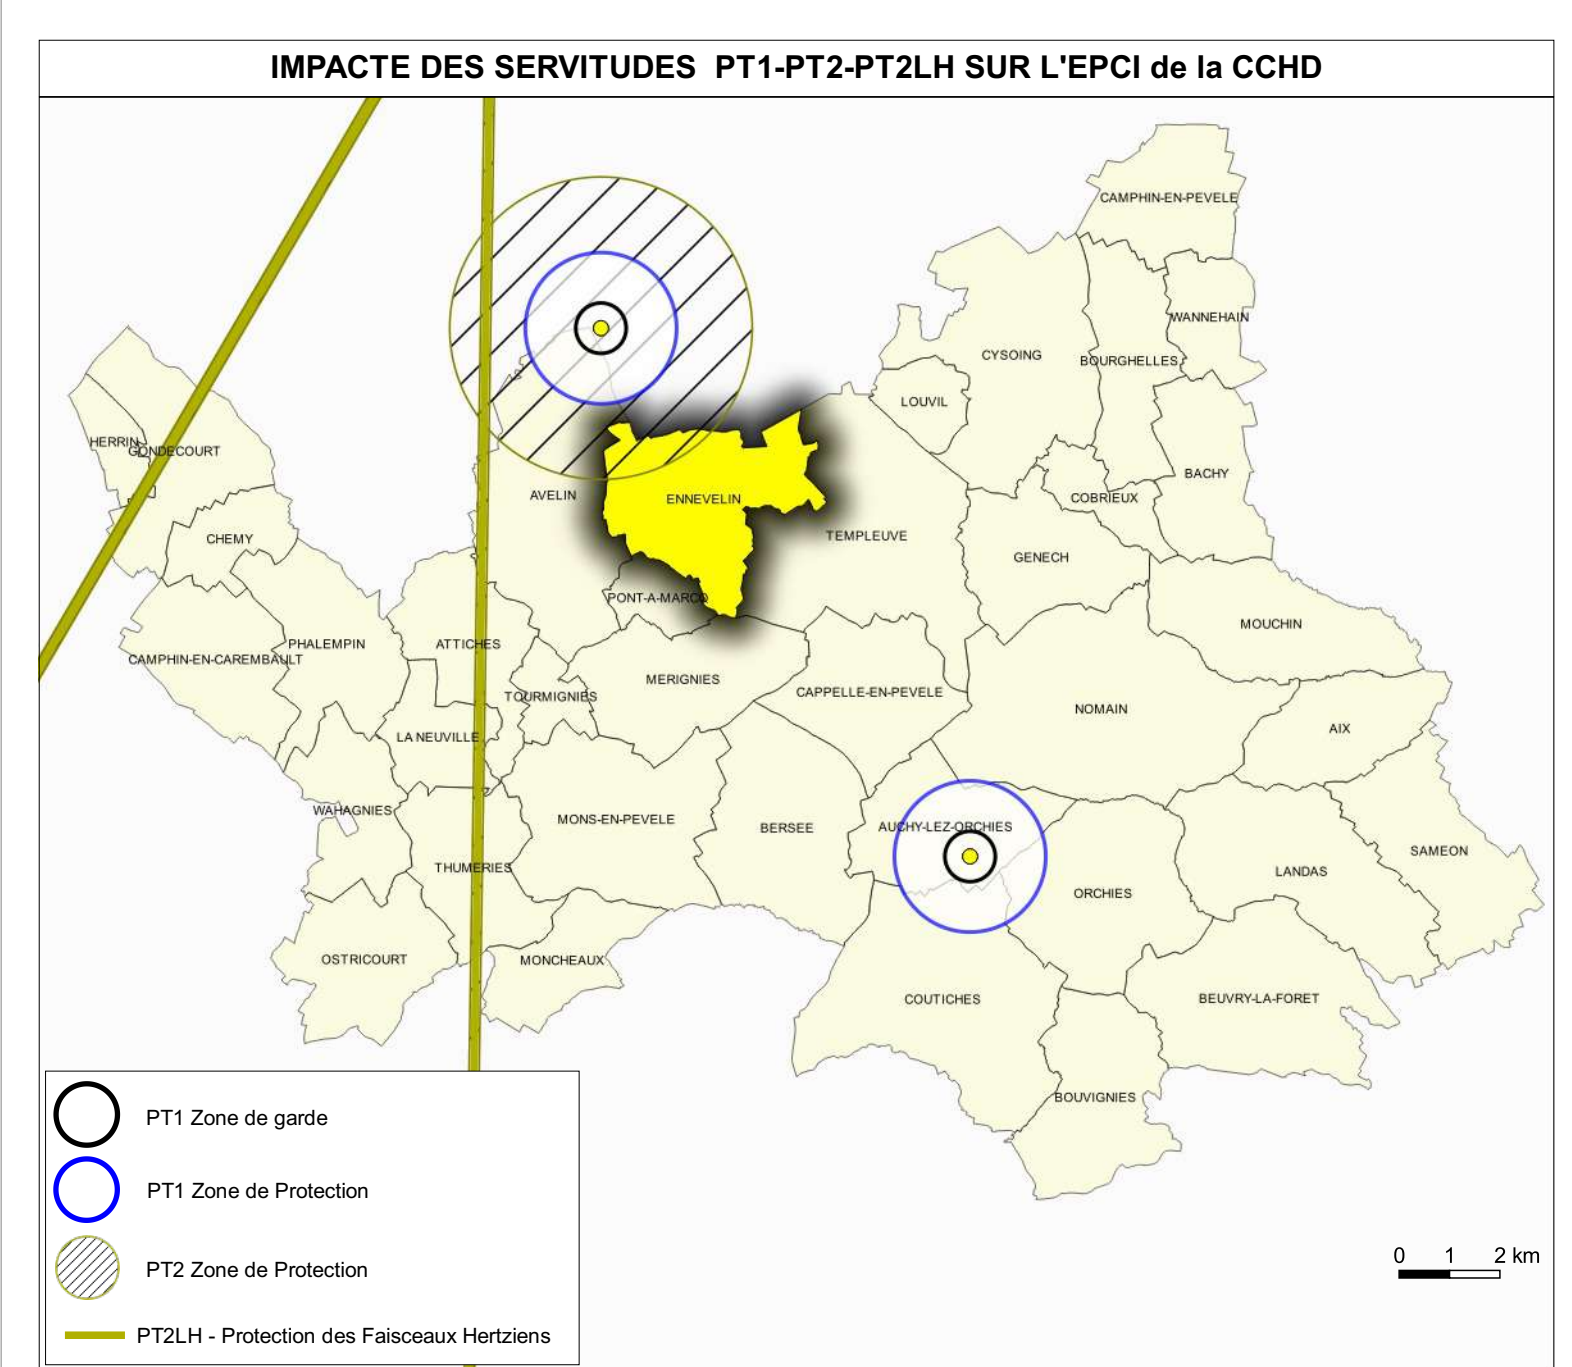 IMPACTE DES SERVITUDES PT1-PT2-PT2LH SUR L'EPCI de la CCHD
CAMPHIN-EN-PEVELE
WANNEHAIN
CYSOING
BOURGHELLES
LOUVIL
HERRIN
GONDECOURT
BACHY
AVELIN
ENNEVELIN
COBRIEUX
CHEMY
TEMPLEUVE
GENECH
PONT-A-MARCQ
MOUCHIN
PHALEMPIN
ATTICHES
CAMPHIN-EN-CAREMBAULT
MERIGNIES
TOURMIGNIES
CAPPELLE-EN-PEVELE
NOMAIN
AIX
LA NEUVILLE
WAHAGNIES
MONS-EN-PEVELE
BERSEE
AUCHY-LEZ-ORCHIES
SAMEON
THUMERIES
LANDAS
ORCHIES
OSTRICOURT
MONCHEAUX
COUTICHES
BEUVRY-LA-FORET
BOUVIGNIES
PT1 Zone de garde
PT1 Zone de Protection
PT2 Zone de Protection
PT2LH - Protection des Faisceaux Hertziens
0 1 2 km